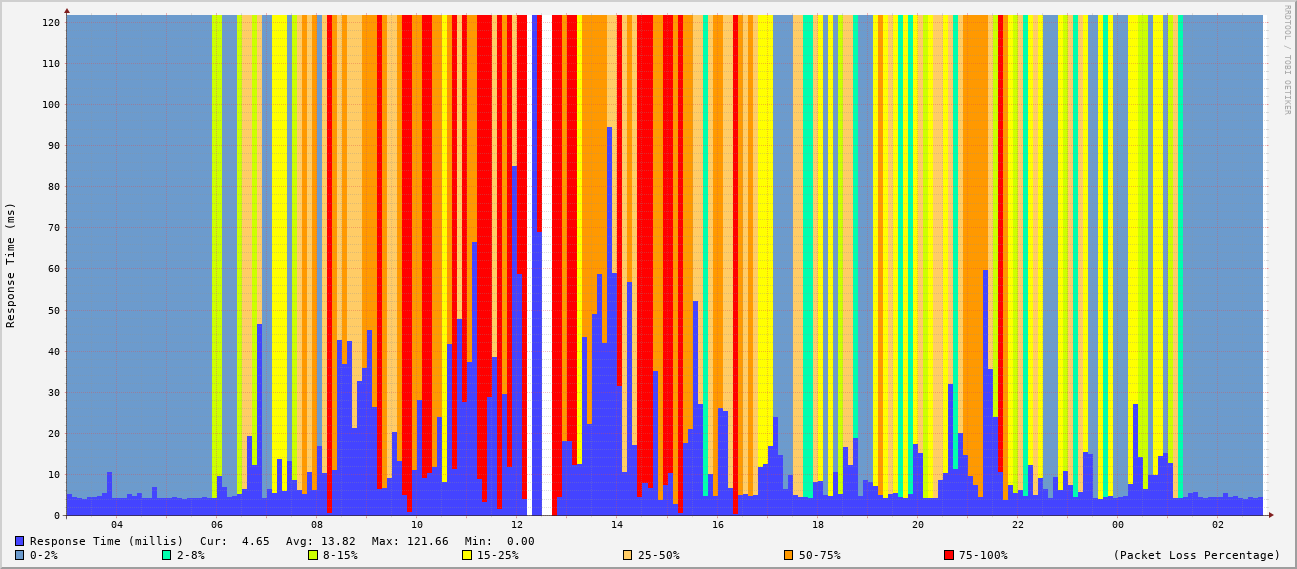 RRDTOOL / TOBI OETIKER
Response Time (ms)
120
110
100
90
80
70
60
50
40
30
20
10
0
04 06 08 10 12 14 16 18 20 22 00 02
Response Time (millis) Cur: 4.65 Avg: 13.82 Max: 121.66 Min: 0.00
0-2% 2-8% 8-15% 15-25% 25-50% 50-75% 75-100% (Packet Loss Percentage)